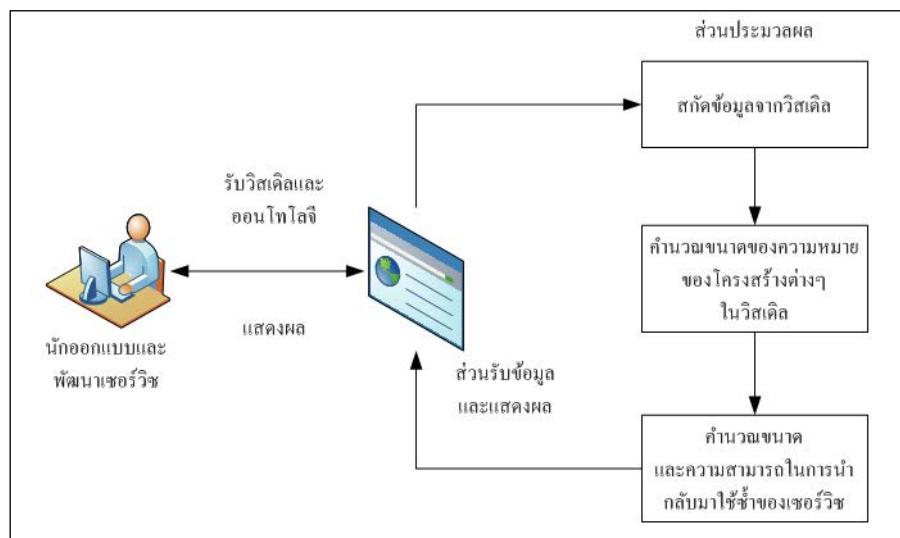 ส่วนประมวลผล
สกัดข้อมูลจากวิสเดิล
รับวิสเดิลและ
ออนโทโลจี
คำนวณขนาดของความหมาย
ของโครงสร้างต่างๆ
ในวิสเดิล
แสดงผล
นักออกแบบและ
พัฒนาเซอร์วิซ
ส่วนรับข้อมูล
และแสดงผล
คำนวณขนาด
และความสามารถในการนำ
กลับมาใช้ซ้ำของเซอร์วิซ